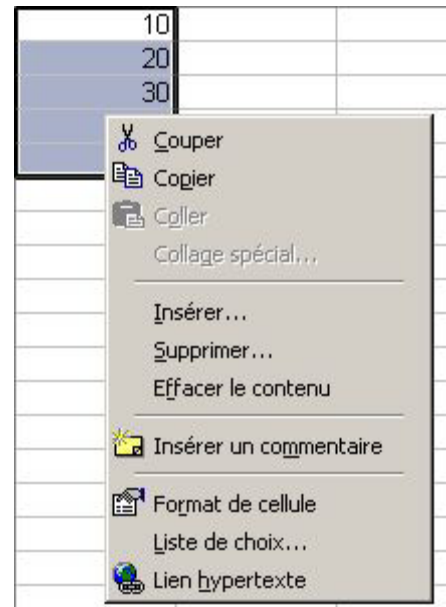 10
20
30
Couper
Copier
Coller
Collage spécial...
Insérer...
Supprimer...
Effacer le contenu
Insérer un commentaire
Format de cellule
Liste de choix...
Lien hypertexte